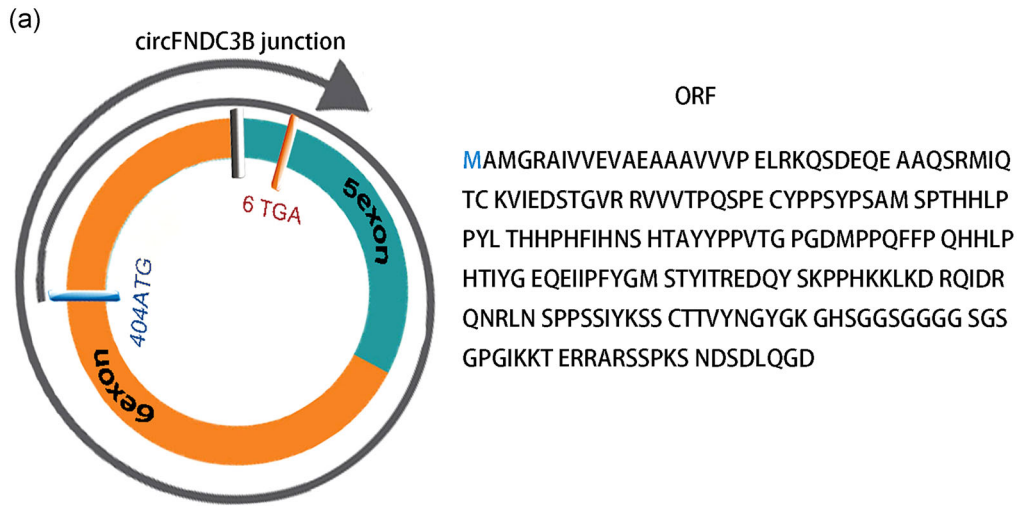 (a)
circFNDC3B junction
6 TGA
5exon
404ATG
6exon
ORF
MAMGRAIVVEVAEAAAVVVP ELRKQSDEQE AAQSRMIQ
TC KVIEDSTGVR RVVVTPQSPE CYPPSYPSAM SPTHHLP
PYL THHPHFIHNS HTAYYPPVTG PGDMPPQFFP QHHLP
HTIYG EQEIIPFYGM STYITREDQY SKPPHKKLKD RQIDR
QNRLN SPPSSIYKSS CTTVYNGYGK GHSGGSGGGG SGS
GPGIKKT ERRARSSPKS NDSDLQGD